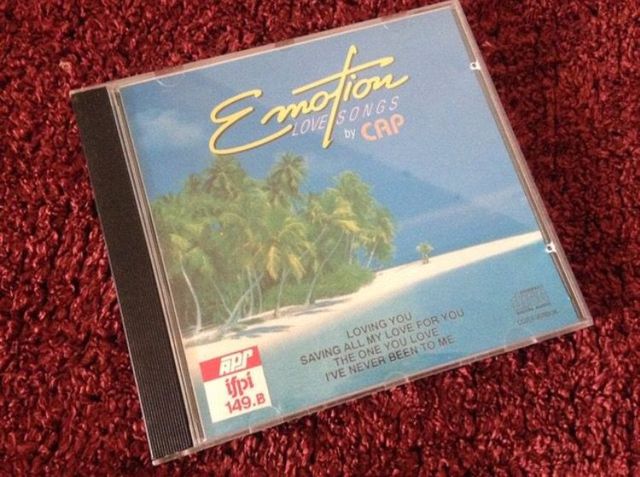 Emotion
LOVE SONGS
by CAP
LOVING YOU
SAVING ALL MY LOVE FOR YOU
THE ONE YOU LOVE
I'VE NEVER BEEN TO ME
APR
ifpi
149.B